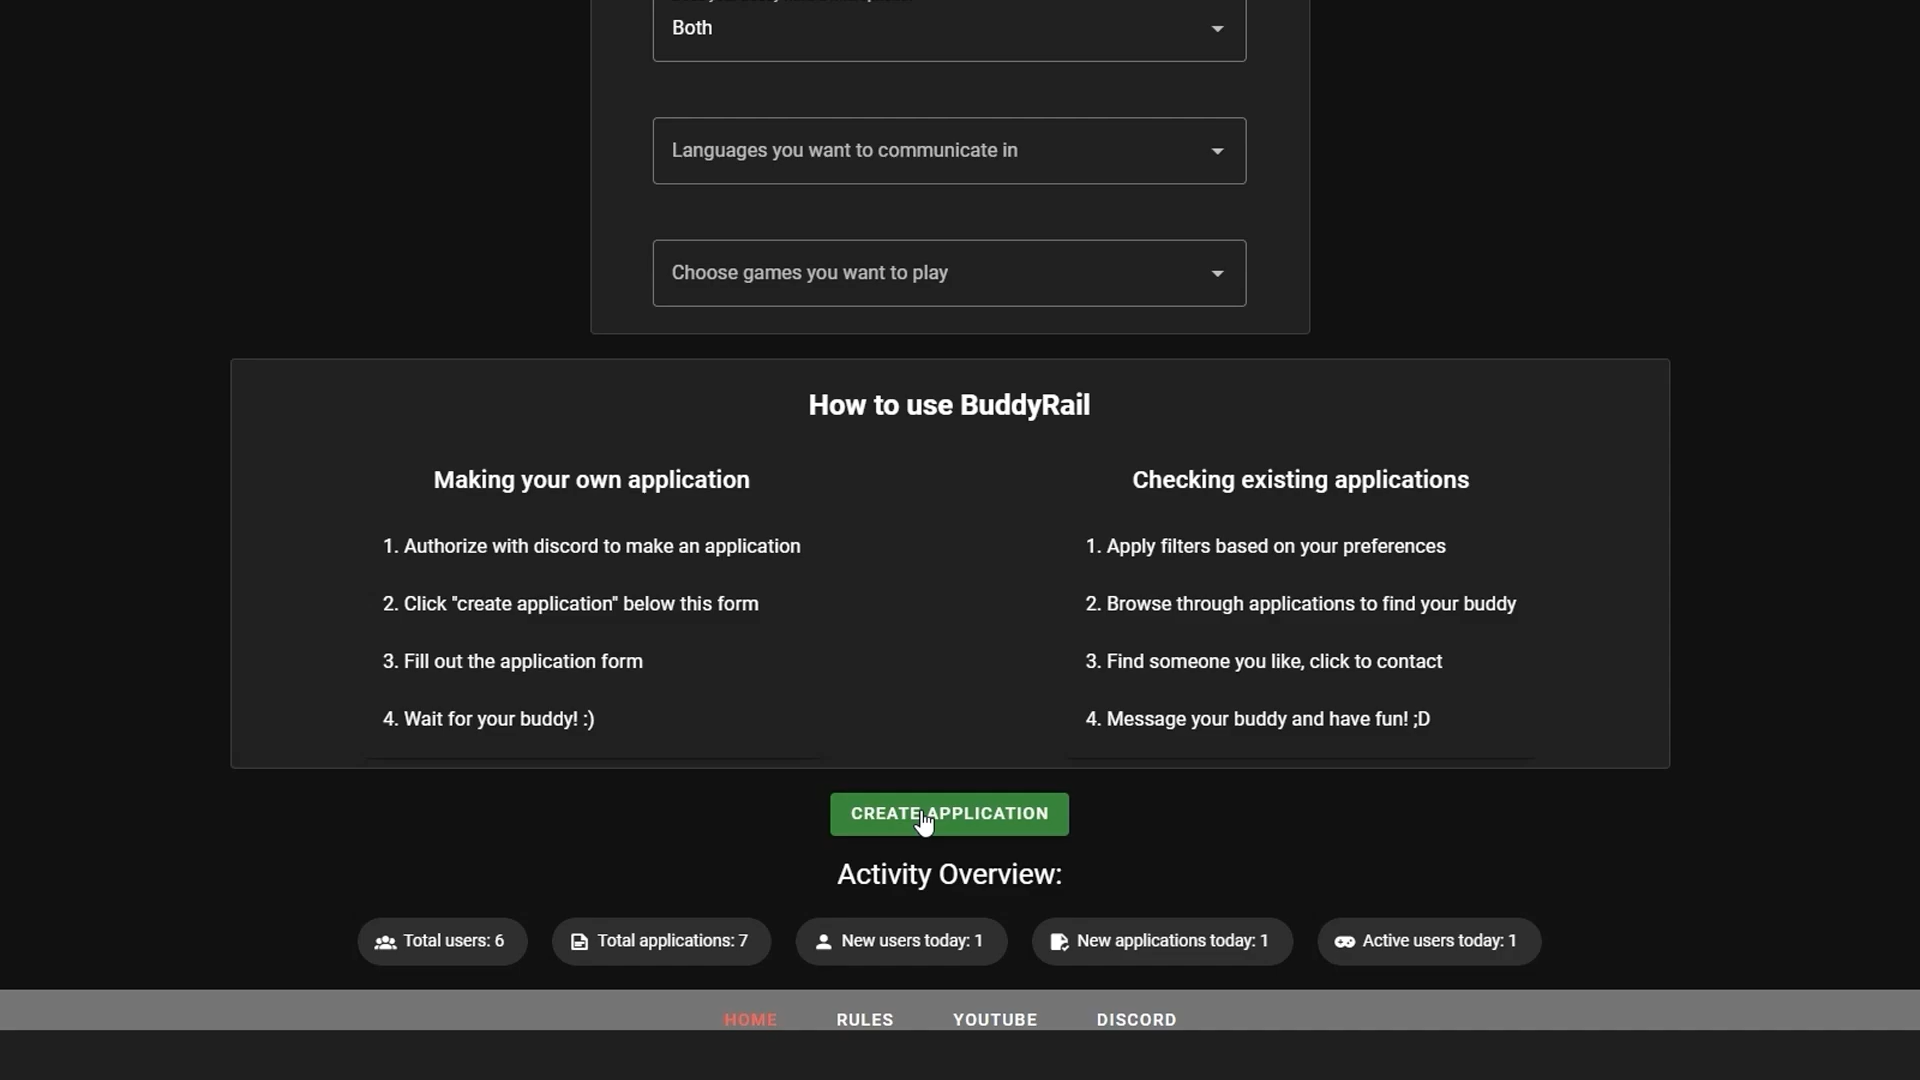 Both
Languages you want to communicate in
Choose games you want to play
How to use BuddyRail
Making your own application
1. Authorize with discord to make an application
2. Click "create application" below this form
3. Fill out the application form
4. Wait for your buddy! :)
Checking existing applications
1. Apply filters based on your preferences
2. Browse through applications to find your buddy
3. Find someone you like, click to contact
4. Message your buddy and have fun! ;D
CREATE APPLICATION
Activity Overview:
Total users: 6
Total applications: 7
New users today: 1
New applications today: 1
Active users today: 1
HOME
RULES
YOUTUBE
DISCORD